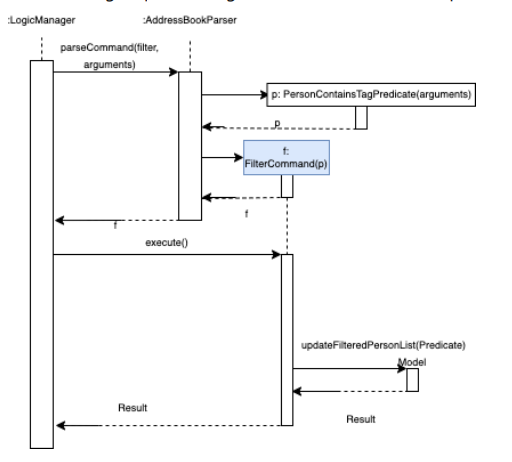 :LogicManager
:AddressBookParser
parseCommand(filter,
arguments)
p: PersonContainsTagPredicate(arguments)
p
f:
FilterCommand(p)
f
f
execute()
updateFilteredPersonList(Predicate)
Model
Result
Result